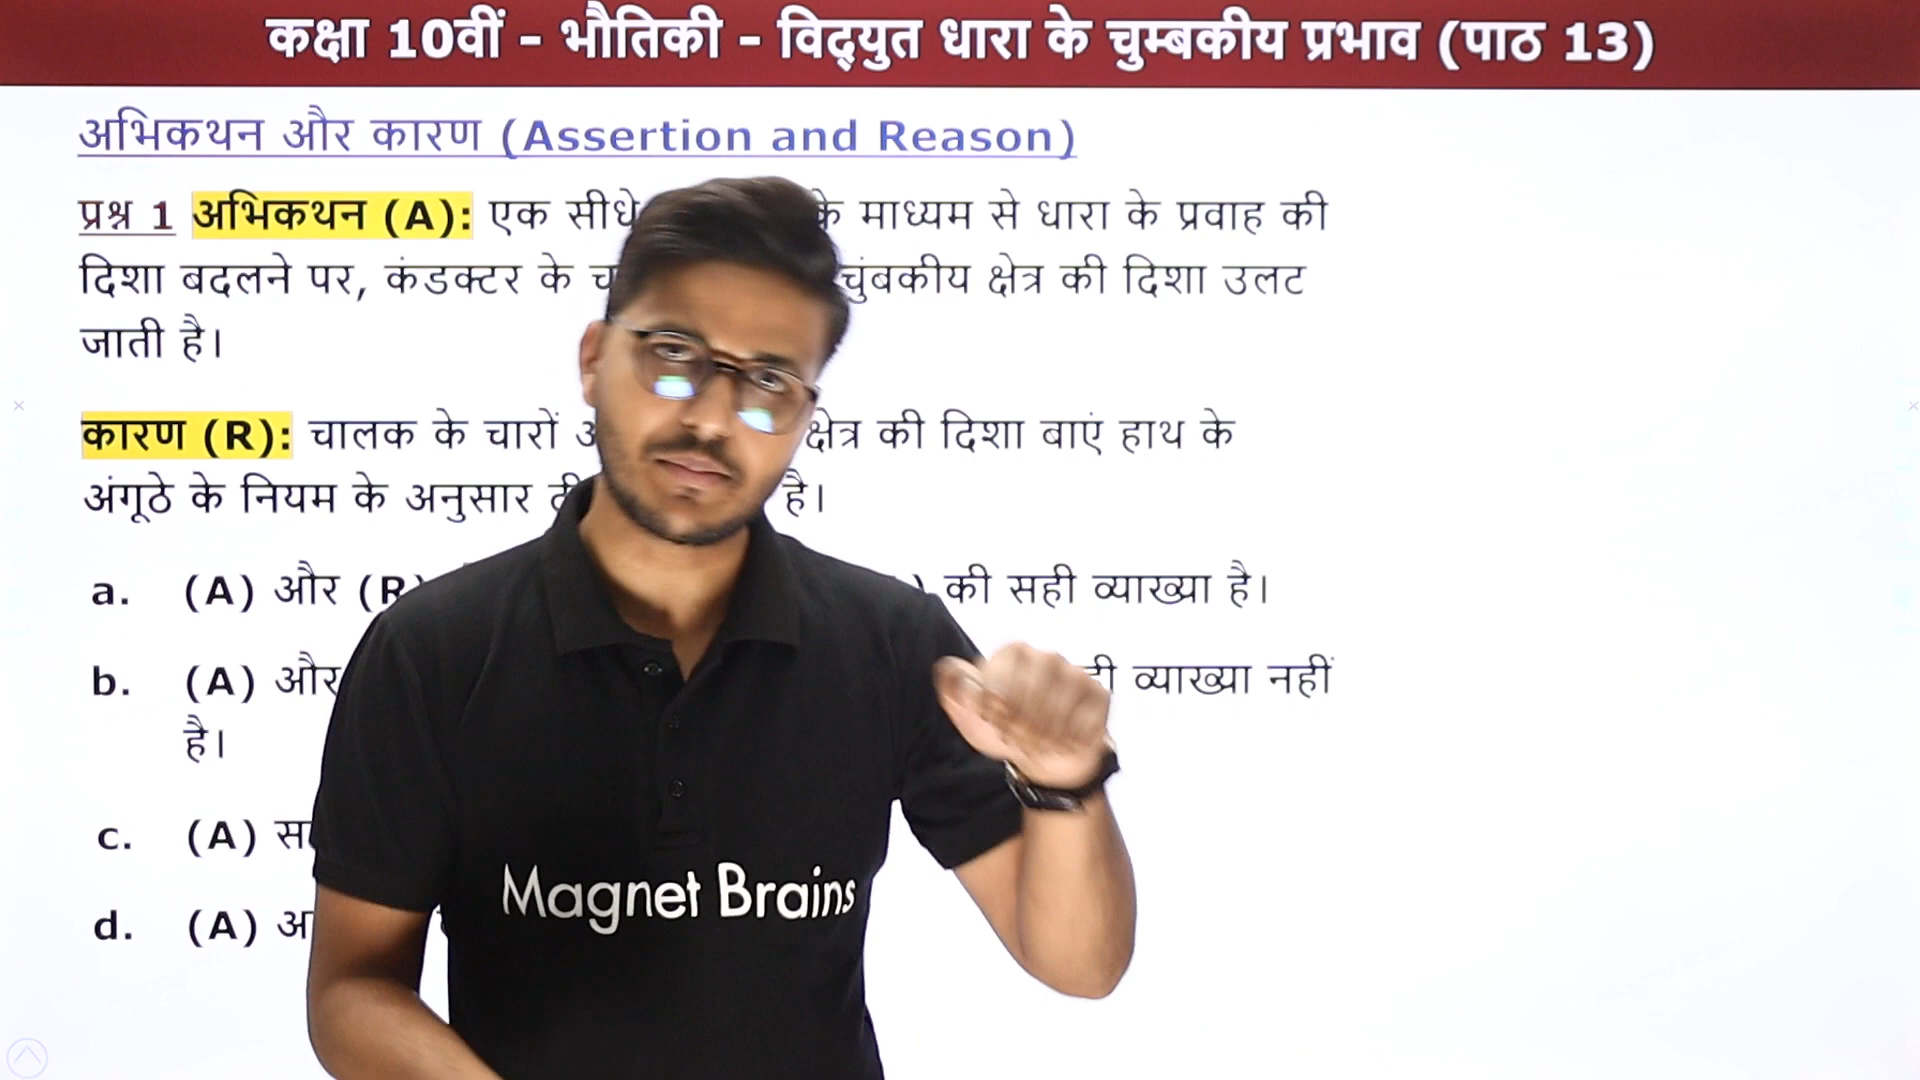 कक्षा 10वीं - भौतिकी - विद्युत धारा के चुम्बकीय प्रभाव (पाठ 13)
अभिकथन और कारण (Assertion and Reason)
प्रश्न 1 अभिकथन (A): एक सीधे के माध्यम से धारा के प्रवाह की
दिशा बदलने पर, कंडक्टर के चुंबकीय क्षेत्र की दिशा उलट
जाती है।
कारण (R): चालक के चारों क्षेत्र की दिशा बाएं हाथ के
अंगूठे के नियम के अनुसार है।
a. (A) और (R) की सही व्याख्या है।
b. (A) और व्याख्या नहीं
है।
c. (A)
d. (A)
Magnet Brains